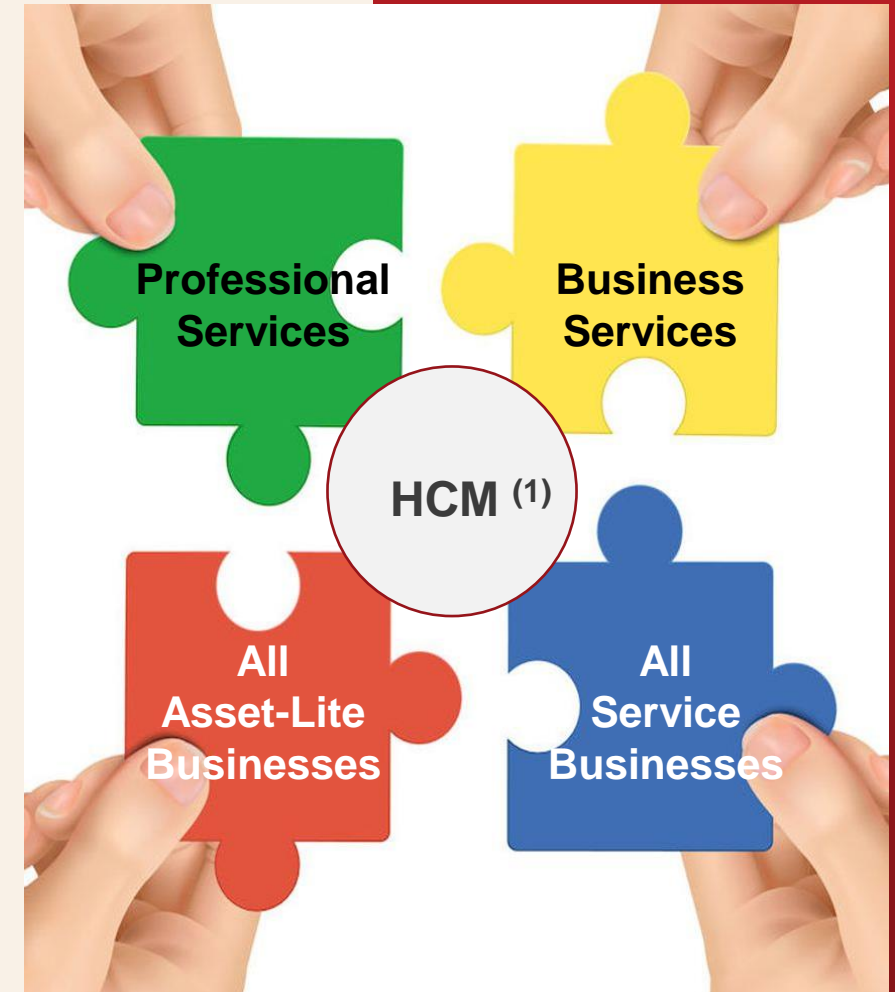 Professional
Services
Business
Services
HCM (1)
All
Asset-Lite
Businesses
All
Service
Businesses